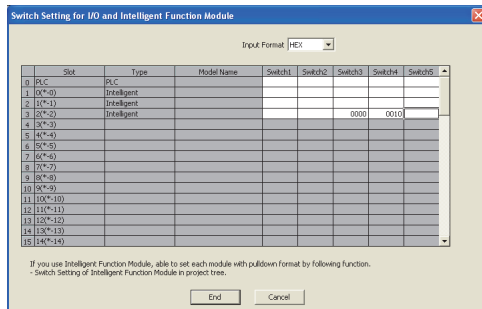 Switch Setting for I/O and Intelligent Function Module
Input Format HEX
Slot Type Model Name Switch1 Switch2 Switch3 Switch4 Switch5
0 PLC PLC
1 0(*-0) Intelligent
2 1(*-1) Intelligent
3 2(*-2) Intelligent 0000 0010
4 3(*-3)
5 4(*-4)
6 5(*-5)
7 6(*-6)
8 7(*-7)
9 8(*-8)
10 9(*-9)
11 10(*-10)
12 11(*-11)
13 12(*-12)
14 13(*-13)
15 14(*-14)
If you use Intelligent Function Module, able to set each module with pulldown format by following function.
- Switch Setting of Intelligent Function Module in project tree.
End Cancel